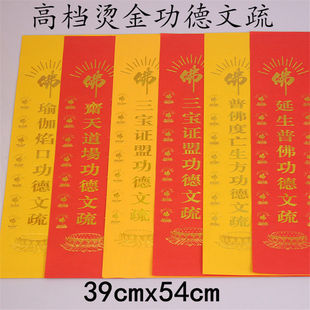 高档烫金功德文疏
佛
瑜伽焰口功德文疏
佛
齋天道場功德文疏
佛
三宝证盟功德文疏
佛
三宝证盟功德文疏
佛
普佛度亡生方功德文疏
佛
延生普佛功德文疏
39cmx54cm